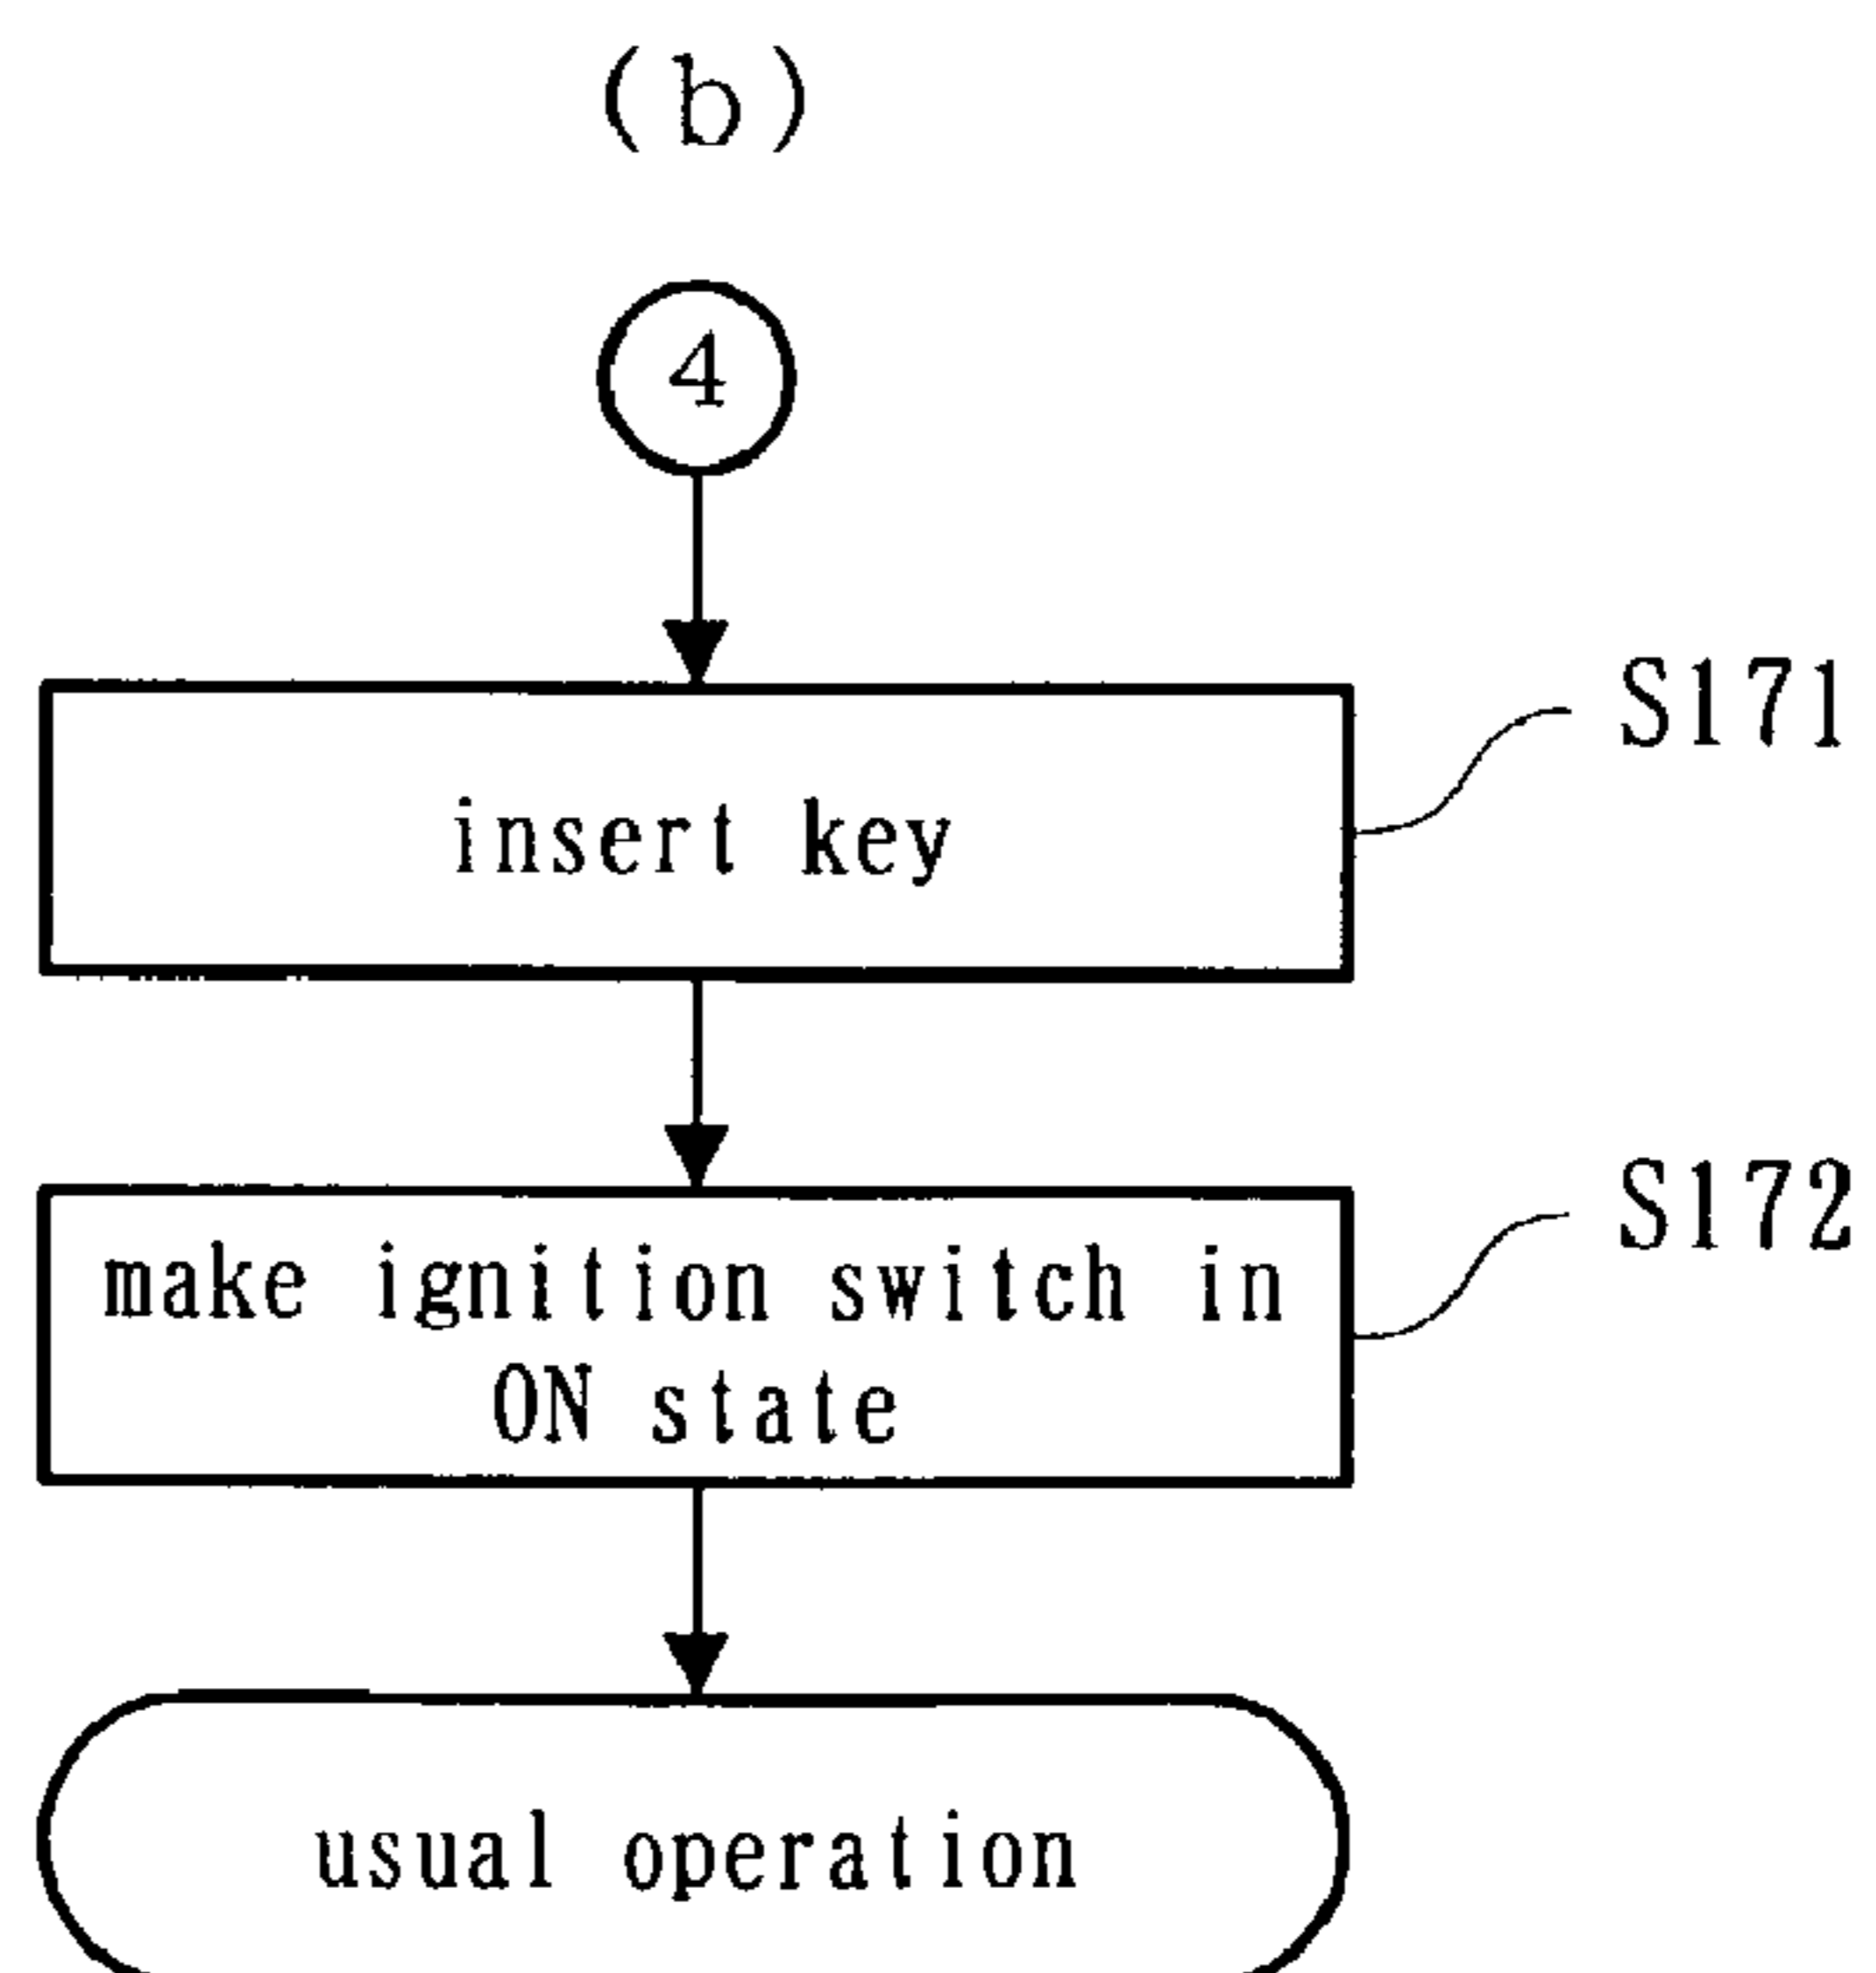 (b)
4
S171
insert key
S172
make ignition switch in
ON state
usual operation